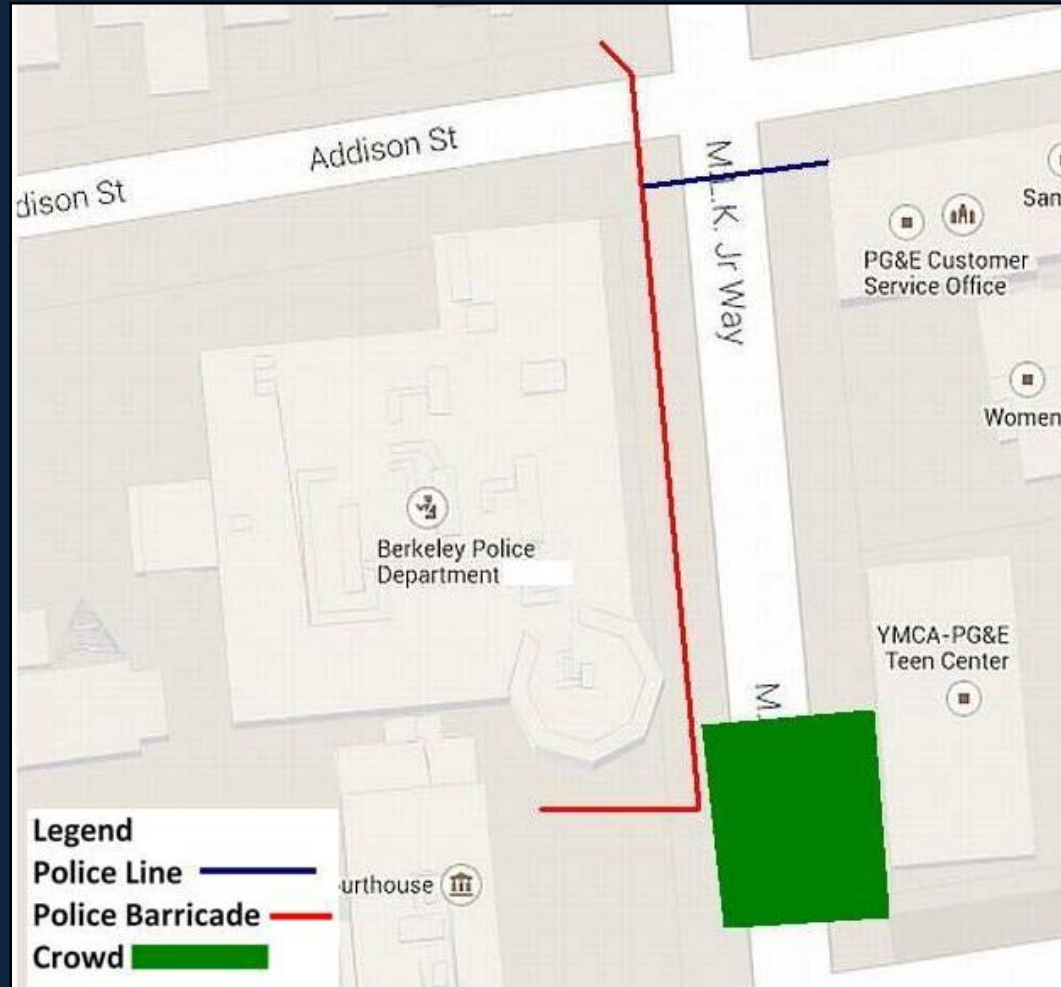 Addison St
dison St
M.L.K. Jr Way
San
PG&E Customer
Service Office
Women
Berkeley Police
Department
YMCA-PG&E
Teen Center
M.
Legend
Police Line
Police Barricade
urthouse
Crowd